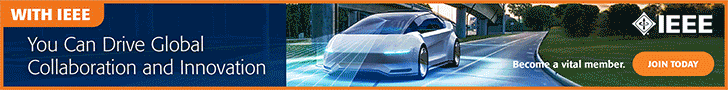 WITH IEEE
You Can Drive Global
Collaboration and Innovation
IEEE
Become a vital member.
JOIN TODAY